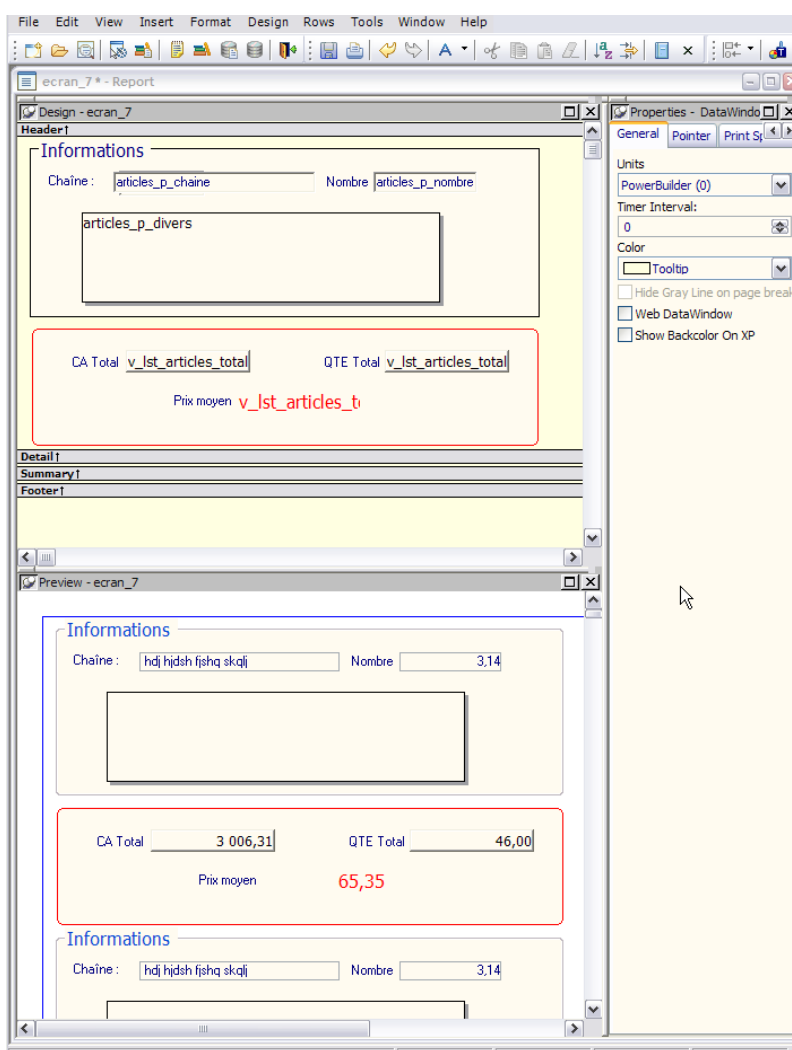 File Edit View Insert Format Design Rows Tools Window Help
ecran_7 * - Report
Design - ecran_7
Header↑
Informations
Chaîne : articles_p_chaine Nombre articles_p_nombre
articles_p_divers
CA Total v_lst_articles_total QTE Total v_lst_articles_total
Prix moyen v_lst_articles_t
Detail↑
Summary↑
Footer↑
Preview - ecran_7
Informations
Chaîne : hdj hjdsh fjshq skqlj Nombre 3,14
CA Total 3 006,31 QTE Total 46,00
Prix moyen 65,35
Informations
Chaîne : hdj hjdsh fjshq skqlj Nombre 3,14
Properties - DataWindo
General Pointer Print Sp
Units
PowerBuilder (0)
Timer Interval:
0
Color
Tooltip
Hide Gray Line on page break
Web DataWindow
Show Backcolor On XP